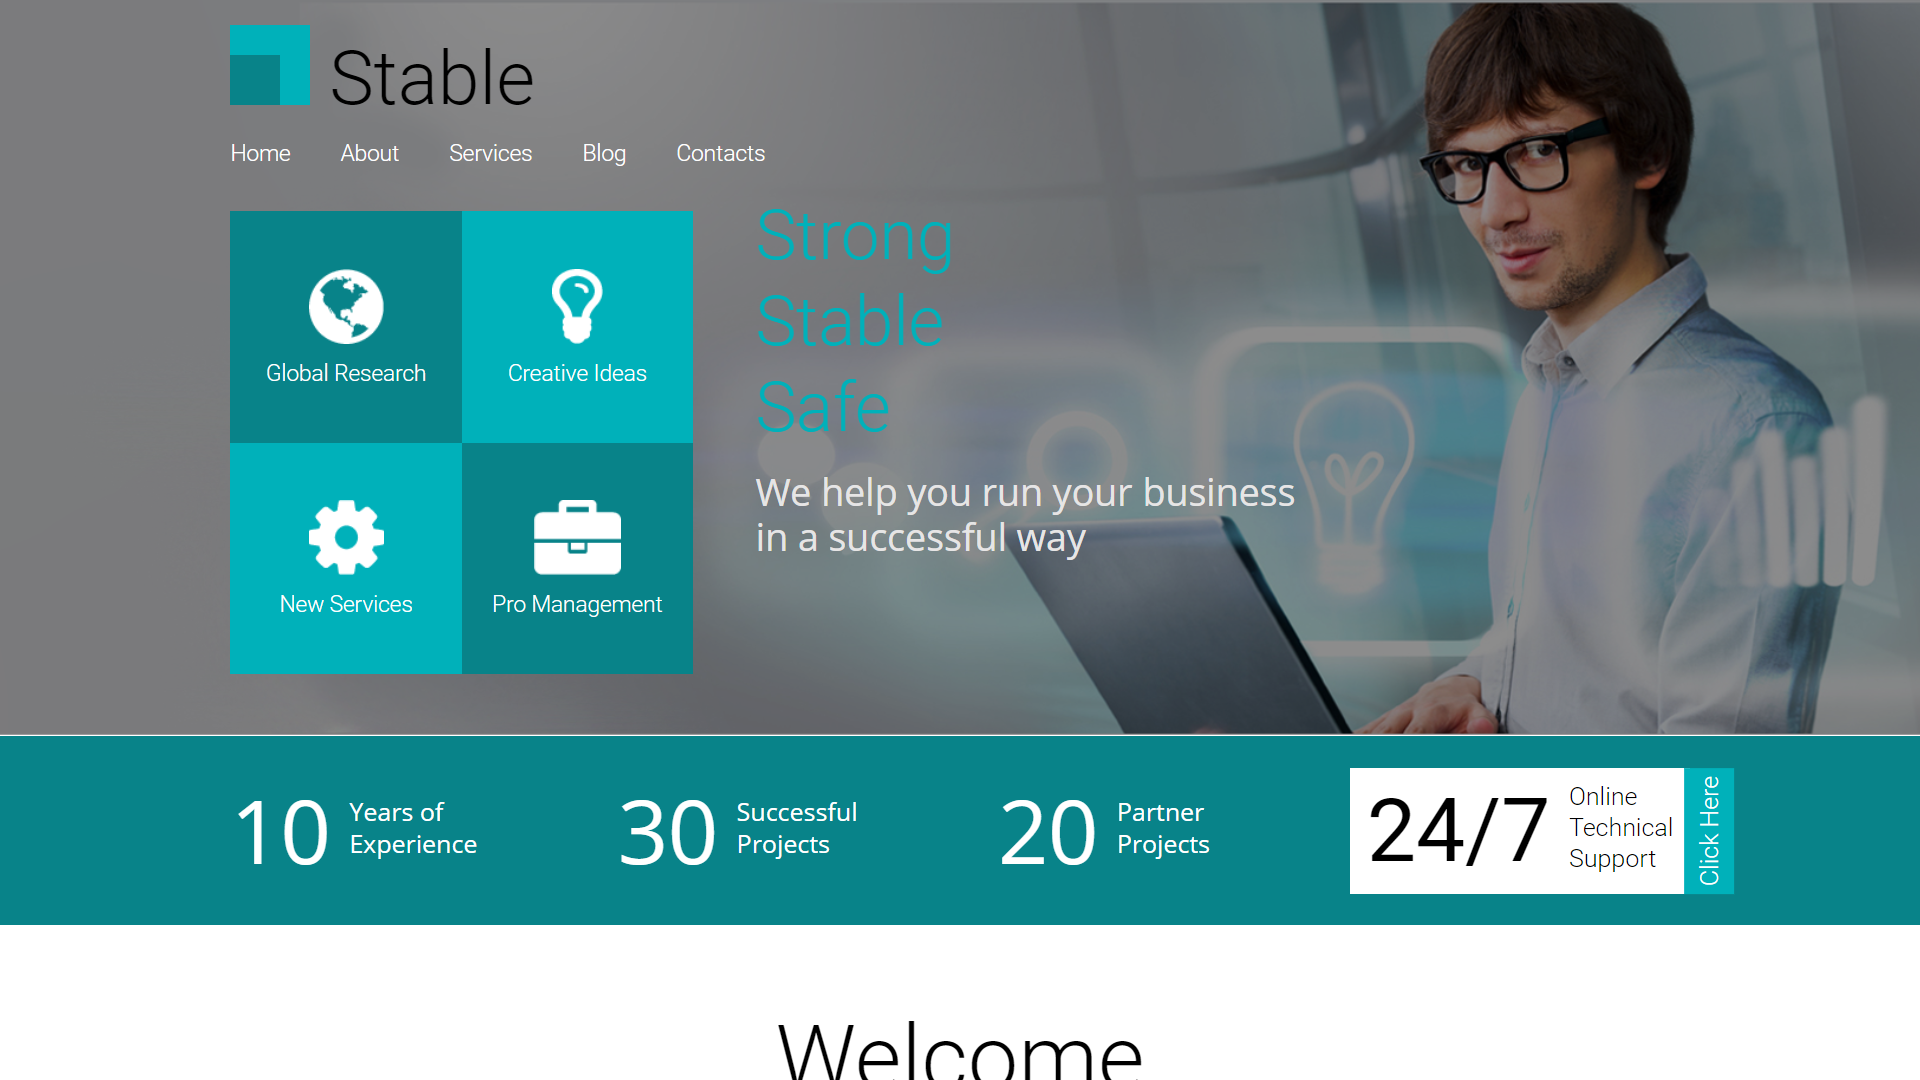 Stable
Home
About
Services
Blog
Contacts
Global Research
Creative Ideas
New Services
Pro Management
Strong
Stable
Safe
We help you run your business
in a successful way
10
Years of
Experience
30
Successful
Projects
20
Partner
Projects
24/7
Online
Technical
Support
Click Here
Welcome